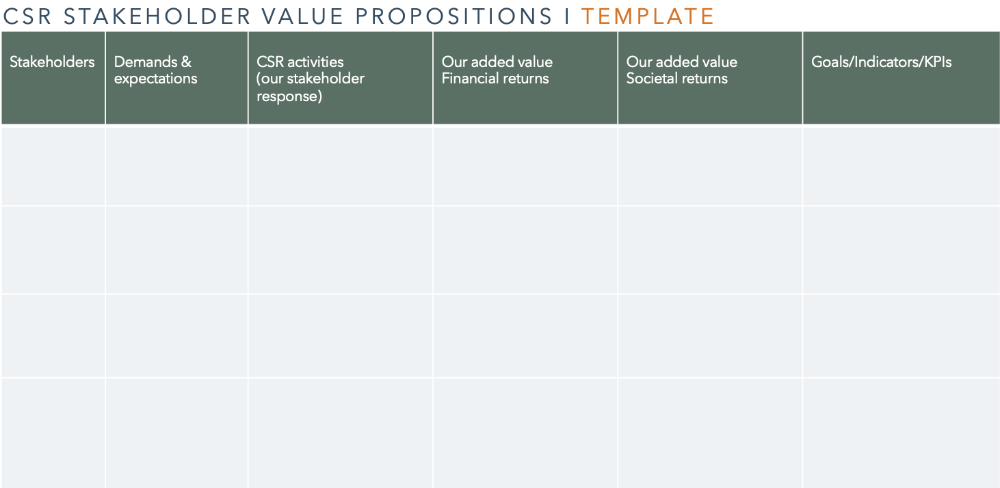 CSR STAKEHOLDER VALUE PROPOSITIONS I TEMPLATE
Stakeholders
Demands &
expectations
CSR activities
(our stakeholder
response)
Our added value
Financial returns
Our added value
Societal returns
Goals/Indicators/KPIs